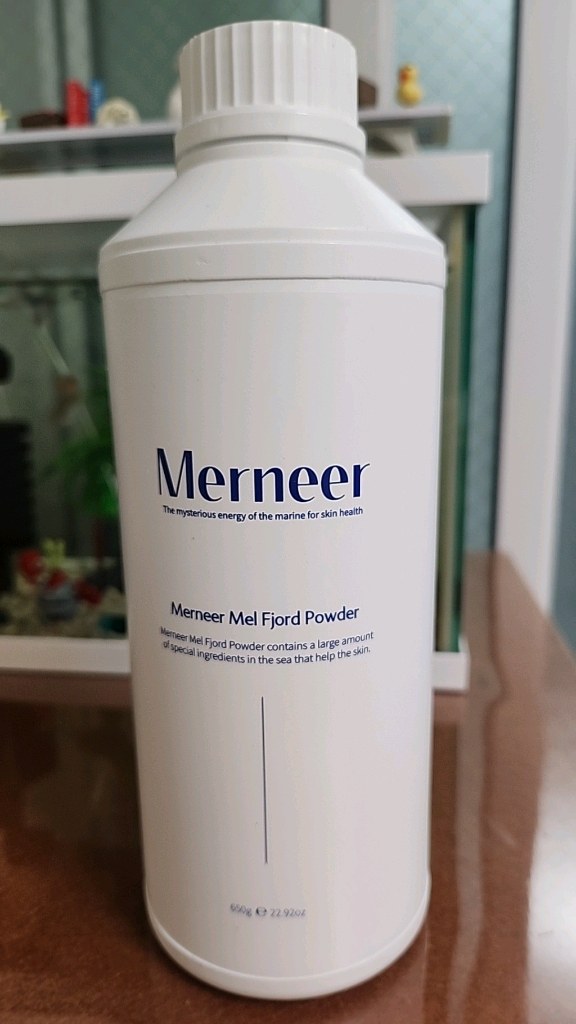 Merneer
The mysterious energy of the marine for skin health
Merneer Mel Fjord Powder
Merneer Mel Fjord Powder contains a large amount
of special ingredients in the sea that help the skin.
650g ℮ 22.92oz